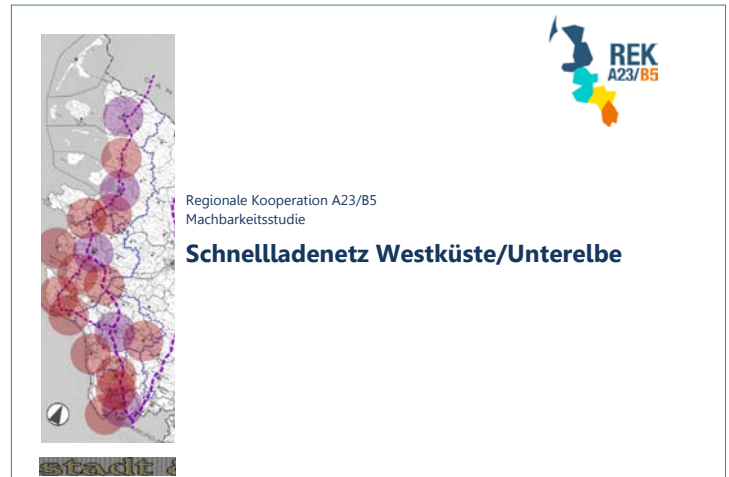 REK
A23/B5
Regionale Kooperation A23/B5
Machbarkeitsstudie
Schnellladenetz Westküste/Unterelbe
stadt &